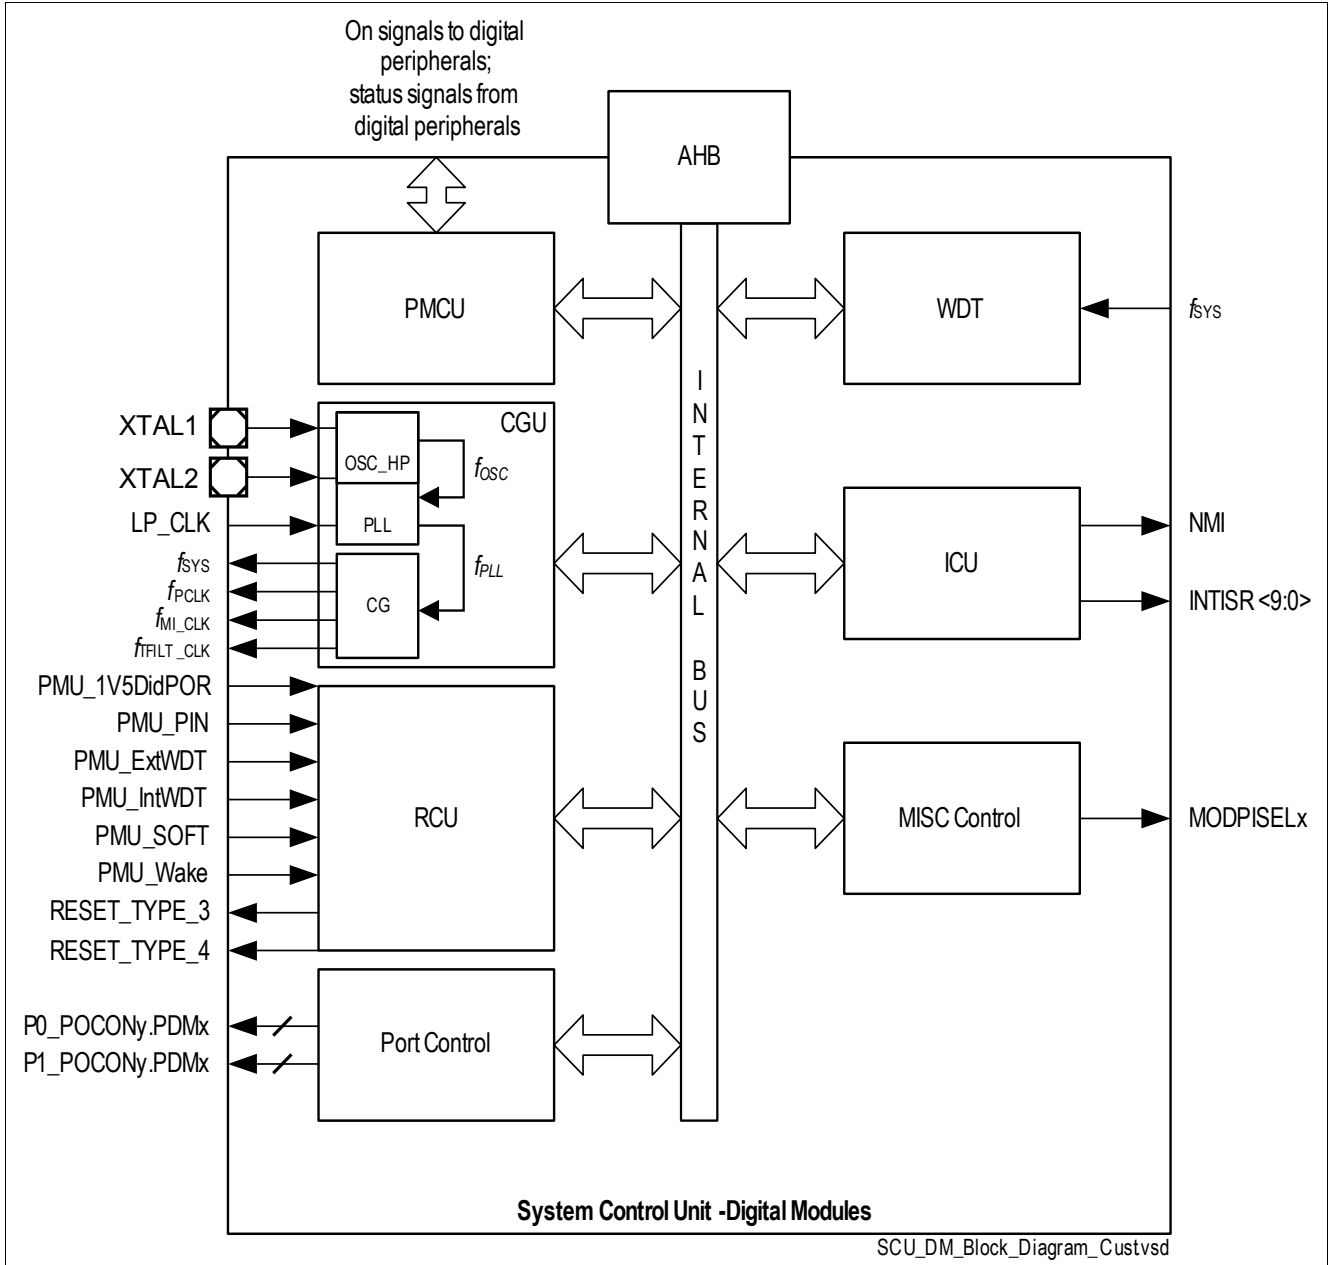 On signals to digital
peripherals;
status signals from
digital peripherals
AHB
PMCU
WDT
fSYS
I
N
T
E
R
N
A
L
B
U
S
XTAL1
XTAL2
LP_CLK
fSYS
fPCLK
fMI_CLK
fTFILT_CLK
CGU
OSC_HP
fOSC
PLL
fPLL
CG
ICU
NMI
INTISR<9:0>
PMU_1V5DidPOR
PMU_PIN
PMU_ExtWDT
PMU_IntWDT
PMU_SOFT
PMU_Wake
RESET_TYPE_3
RESET_TYPE_4
RCU
MISC Control
MODPISELx
P0_POCONy.PDMx
P1_POCONy.PDMx
Port Control
System Control Unit -Digital Modules
SCU_DM_Block_Diagram_Custvsd